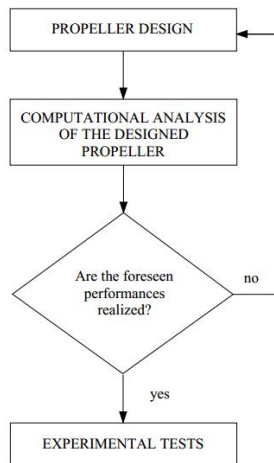 PROPELLER DESIGN
COMPUTATIONAL ANALYSIS
OF THE DESIGNED
PROPELLER
Are the foreseen
performances
realized?
no
yes
EXPERIMENTAL TESTS